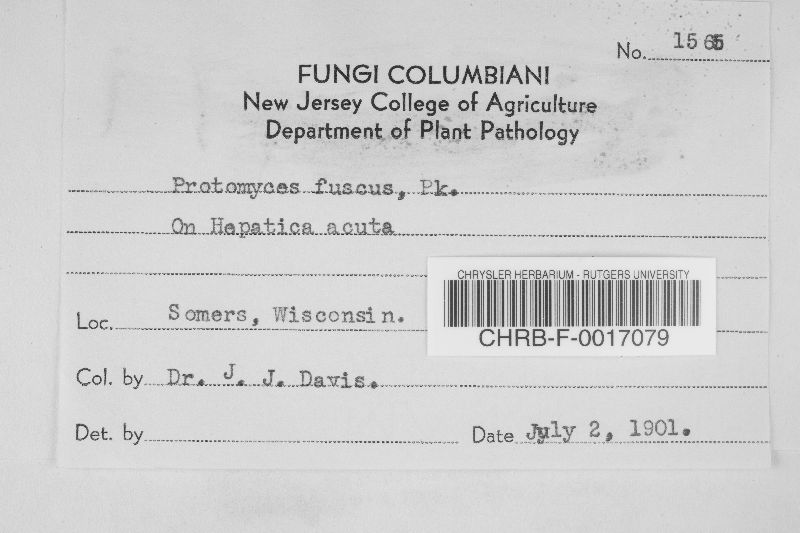 No. 1565
FUNGI COLUMBIANI
New Jersey College of Agriculture
Department of Plant Pathology
Protomyces fuscus, Pk.
On Hepatica acuta
CHRYSLER HERBARIUM - RUTGERS UNIVERSITY
CHRB-F-0017079
Loc. Somers, Wisconsin.
Col. by Dr. J. J. Davis.
Det. by
Date July 2, 1901.